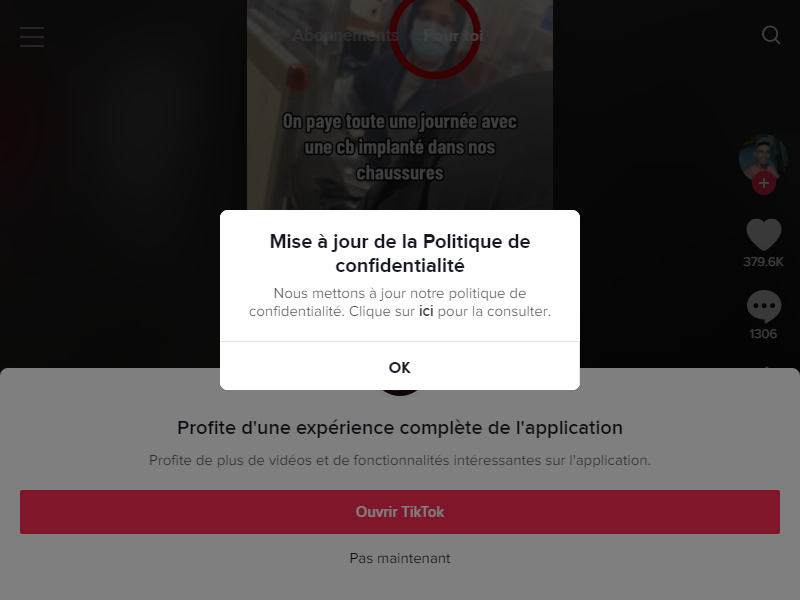 Abonnements Pour toi
On paye toute une journée avec
une cb implanté dans nos
chaussures
Mise à jour de la Politique de
confidentialité
Nous mettons à jour notre politique de
confidentialité. Clique sur ici pour la consulter.
OK
379.6K
1306
Profite d'une expérience complète de l'application
Profite de plus de vidéos et de fonctionnalités intéressantes sur l'application.
Ouvrir TikTok
Pas maintenant